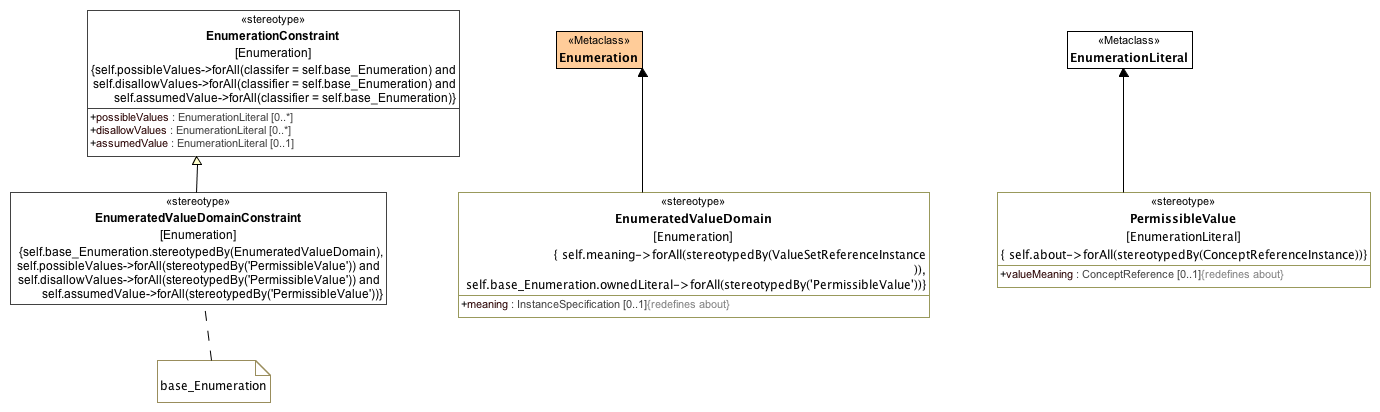 «stereotype»
EnumerationConstraint
[Enumeration]
{self.possibleValues->forAll(classifer = self.base_Enumeration) and
self.disallowValues->forAll(classifer = self.base_Enumeration) and
self.assumedValue->forAll(classifier = self.base_Enumeration)}
+possibleValues : EnumerationLiteral [0..*]
+disallowValues : EnumerationLiteral [0..*]
+assumedValue : EnumerationLiteral [0..1]
«stereotype»
EnumeratedValueDomainConstraint
[Enumeration]
{self.base_Enumeration.stereotypedBy(EnumeratedValueDomain),
self.possibleValues->forAll(stereotypedBy('PermissibleValue')) and
self.disallowValues->forAll(stereotypedBy('PermissibleValue')) and
self.assumedValue->forAll(stereotypedBy('PermissibleValue'))}
base_Enumeration
«Metaclass»
Enumeration
«stereotype»
EnumeratedValueDomain
[Enumeration]
{ self.meaning->forAll(stereotypedBy(ValueSetReferenceInstance
)),
self.base_Enumeration.ownedLiteral->forAll(stereotypedBy('PermissibleValue'))}
+meaning : InstanceSpecification [0..1]{redefines about}
«Metaclass»
EnumerationLiteral
«stereotype»
PermissibleValue
[EnumerationLiteral]
{ self.about->forAll(stereotypedBy(ConceptReferenceInstance))}
+valueMeaning : ConceptReference [0..1]{redefines about}